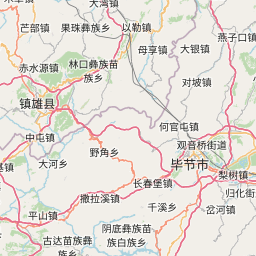 大湾镇
燕子口镇
果珠彝族乡
以勒镇
芒部镇
母享镇
大银镇
林口彝族苗
族乡
赤水源镇
对坡镇
镇雄县
何官屯镇
中屯镇
观音桥街道
野角乡
毕节市
大河乡
梨树镇
长春堡镇
归化街
撒拉溪镇
千溪乡
岔河镇
平山镇
阴底彝族苗
族白族乡
古达苗族彝
族乡